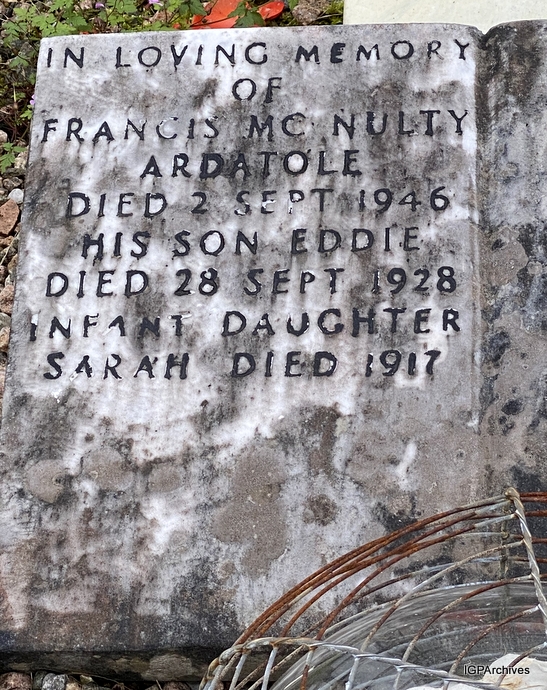 IN LOVING MEMORY
OF
FRANCIS MC NULTY
ARDATOLE
DIED 2 SEPT 1946
HIS SON EDDIE
DIED 28 SEPT 1928
INFANT DAUGHTER
SARAH DIED 1917
IGPArchives